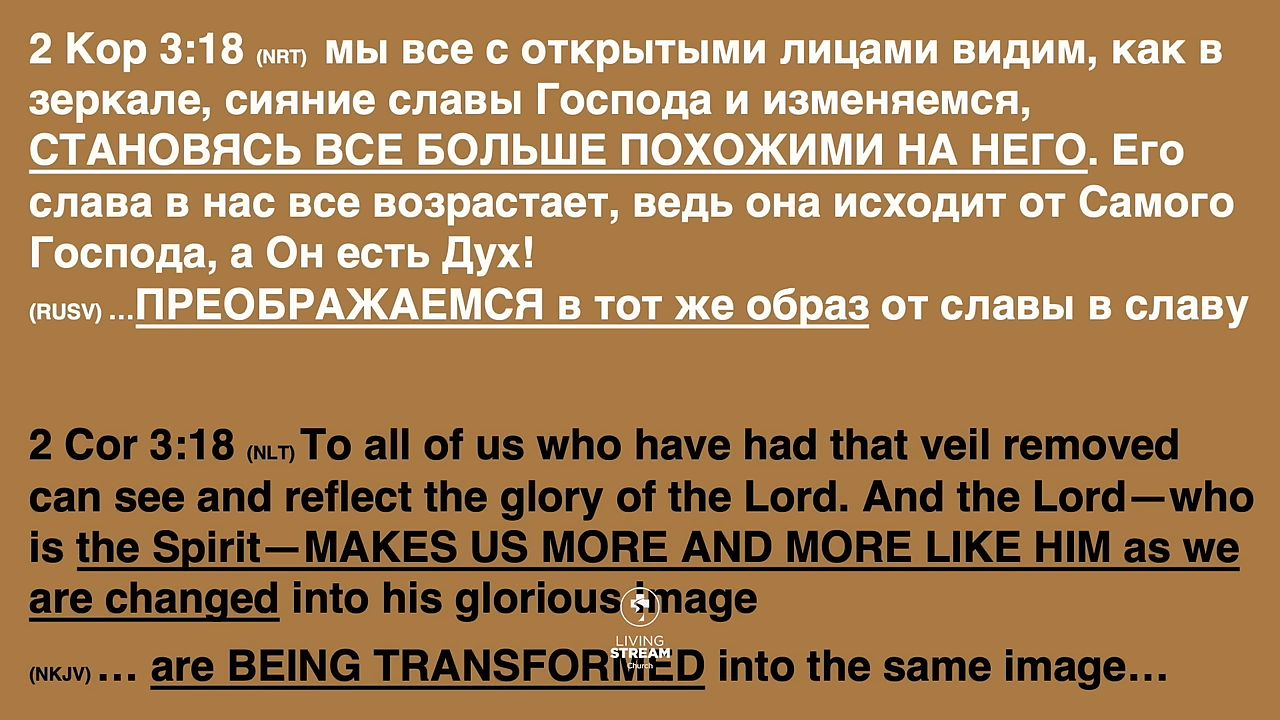 2 Кор 3:18 (NRT) мы все с открытыми лицами видим, как в
зеркале, сияние славы Господа и изменяемся,
СТАНОВЯСЬ ВСЕ БОЛЬШЕ ПОХОЖИМИ НА НЕГО. Его
слава в нас все возрастает, ведь она исходит от Самого
Господа, а Он есть Дух!
(RUSV) ...ПРЕОБРАЖАЕМСЯ в тот же образ от славы в славу
2 Cor 3:18 (NLT) To all of us who have had that veil removed
can see and reflect the glory of the Lord. And the Lord—who
is the Spirit—MAKES US MORE AND MORE LIKE HIM as we
are changed into his glorious image
LIVING
STREAM
Church
(NKJV) ... are BEING TRANSFORMED into the same image...